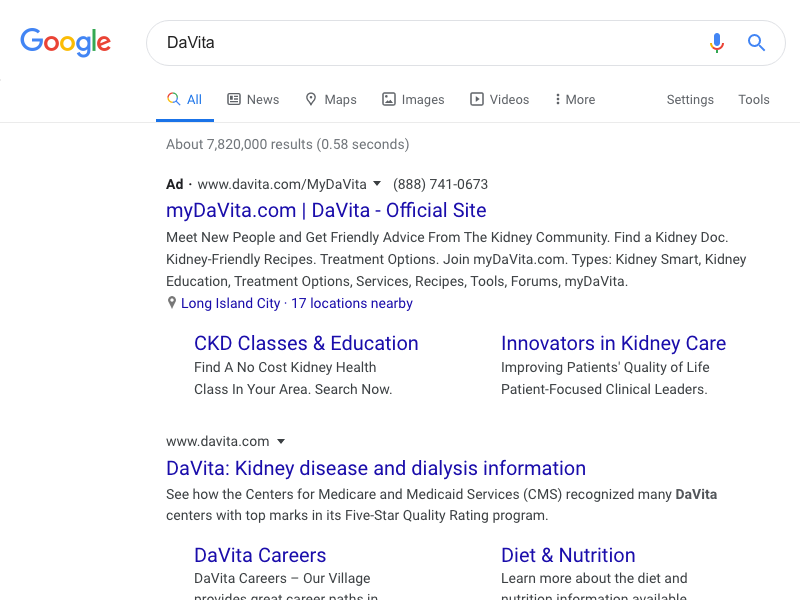 Google
DaVita
All News Maps Images Videos More Settings Tools
About 7,820,000 results (0.58 seconds)
Ad · www.davita.com/MyDaVita (888) 741-0673
myDaVita.com | DaVita - Official Site
Meet New People and Get Friendly Advice From The Kidney Community. Find a Kidney Doc.
Kidney-Friendly Recipes. Treatment Options. Join myDaVita.com. Types: Kidney Smart, Kidney
Education, Treatment Options, Services, Recipes, Tools, Forums, myDaVita.
Long Island City · 17 locations nearby
CKD Classes & Education
Find A No Cost Kidney Health
Class In Your Area. Search Now.
Innovators in Kidney Care
Improving Patients' Quality of Life
Patient-Focused Clinical Leaders.
www.davita.com
DaVita: Kidney disease and dialysis information
See how the Centers for Medicare and Medicaid Services (CMS) recognized many DaVita
centers with top marks in its Five-Star Quality Rating program.
DaVita Careers
DaVita Careers – Our Village
provides great career paths in
Diet & Nutrition
Learn more about the diet and
nutrition information available